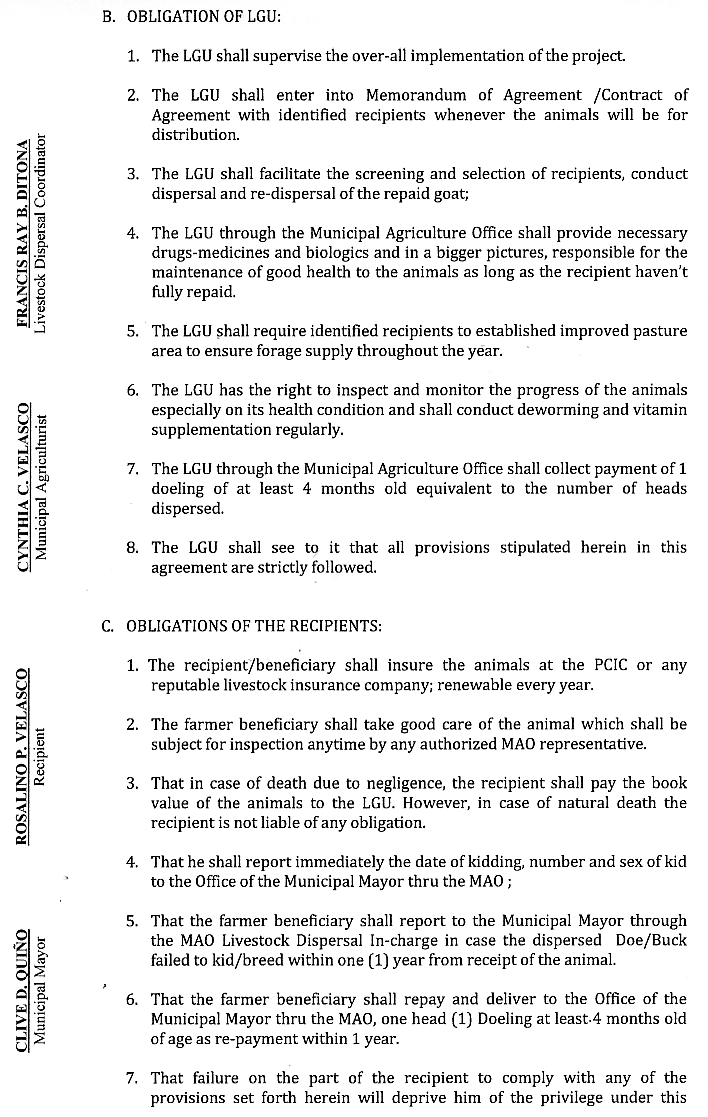 B. OBLIGATION OF LGU:
1. The LGU shall supervise the over-all implementation of the project.
2. The LGU shall enter into Memorandum of Agreement /Contract of
Agreement with identified recipients whenever the animals will be for
distribution.
3. The LGU shall facilitate the screening and selection of recipients, conduct
dispersal and re-dispersal of the repaid goat;
4. The LGU through the Municipal Agriculture Office shall provide necessary
drugs-medicines and biologics and in a bigger pictures, responsible for the
maintenance of good health to the animals as long as the recipient haven't
fully repaid.
5. The LGU shall require identified recipients to established improved pasture
area to ensure forage supply throughout the year.
6. The LGU has the right to inspect and monitor the progress of the animals
especially on its health condition and shall conduct deworming and vitamin
supplementation regularly.
7. The LGU through the Municipal Agriculture Office shall collect payment of 1
doeling of at least 4 months old equivalent to the number of heads
dispersed.
8. The LGU shall see to it that all provisions stipulated herein in this
agreement are strictly followed.
C. OBLIGATIONS OF THE RECIPIENTS:
1. The recipient/beneficiary shall insure the animals at the PCIC or any
reputable livestock insurance company; renewable every year.
2. The farmer beneficiary shall take good care of the animal which shall be
subject for inspection anytime by any authorized MAO representative.
3. That in case of death due to negligence, the recipient shall pay the book
value of the animals to the LGU. However, in case of natural death the
recipient is not liable of any obligation.
4. That he shall report immediately the date of kidding, number and sex of kid
to the Office of the Municipal Mayor thru the MAO ;
5. That the farmer beneficiary shall report to the Municipal Mayor through
the MAO Livestock Dispersal In-charge in case the dispersed Doe/Buck
failed to kid/breed within one (1) year from receipt of the animal.
6. That the farmer beneficiary shall repay and deliver to the Office of the
Municipal Mayor thru the MAO, one head (1) Doeling at least 4 months old
of age as re-payment within 1 year.
7. That failure on the part of the recipient to comply with any of the
provisions set forth herein will deprive him of the privilege under this
CLIVE D. QUIÑO
Municipal Mayor
ROSALINO P. VELASCO
Recipient
CYNTHIA C. VELASCO
Municipal Agriculturist
FRANCIS RAY B. DITONA
Livestock Dispersal Coordinator